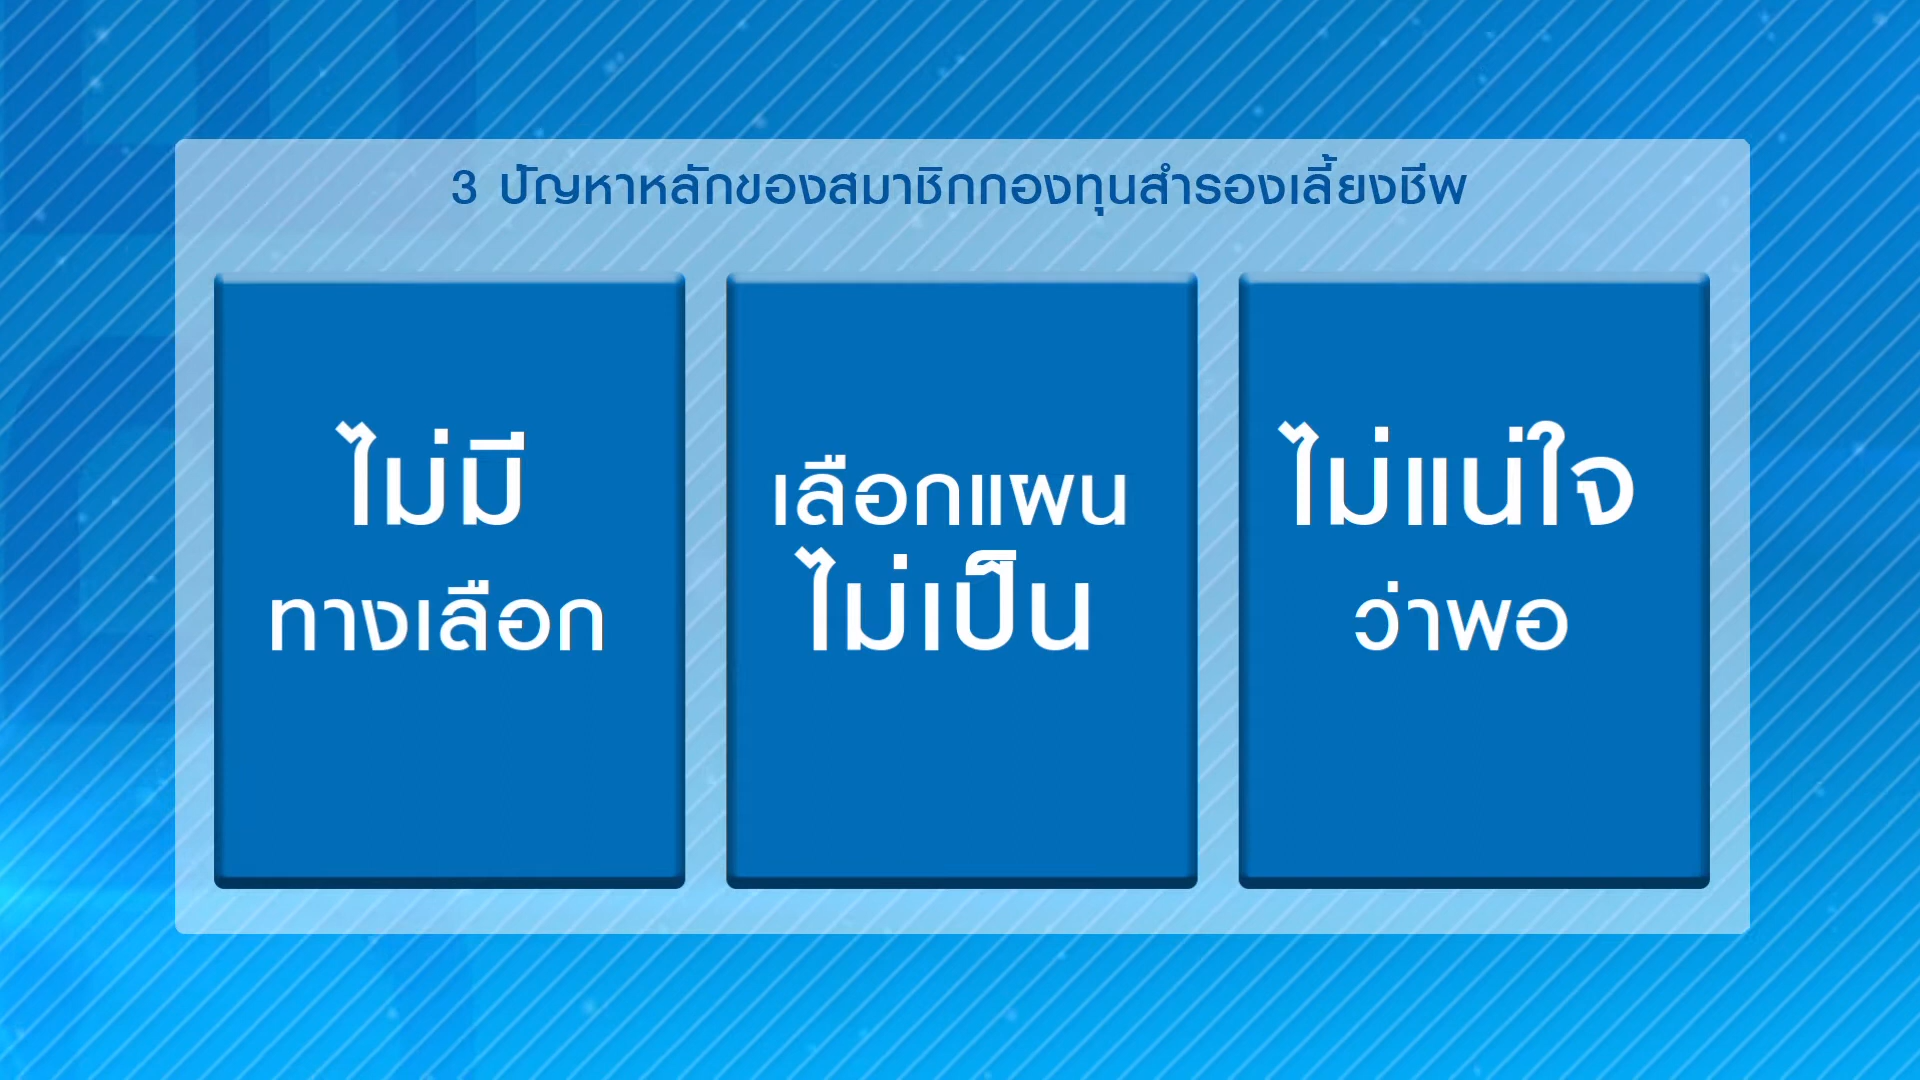 3 ปัญหาหลักของสมาชิกกองทุนสำรองเลี้ยงชีพ
ไม่มี
ทางเลือก
เลือกแผน
ไม่เป็น
ไม่แน่ใจ
ว่าพอ